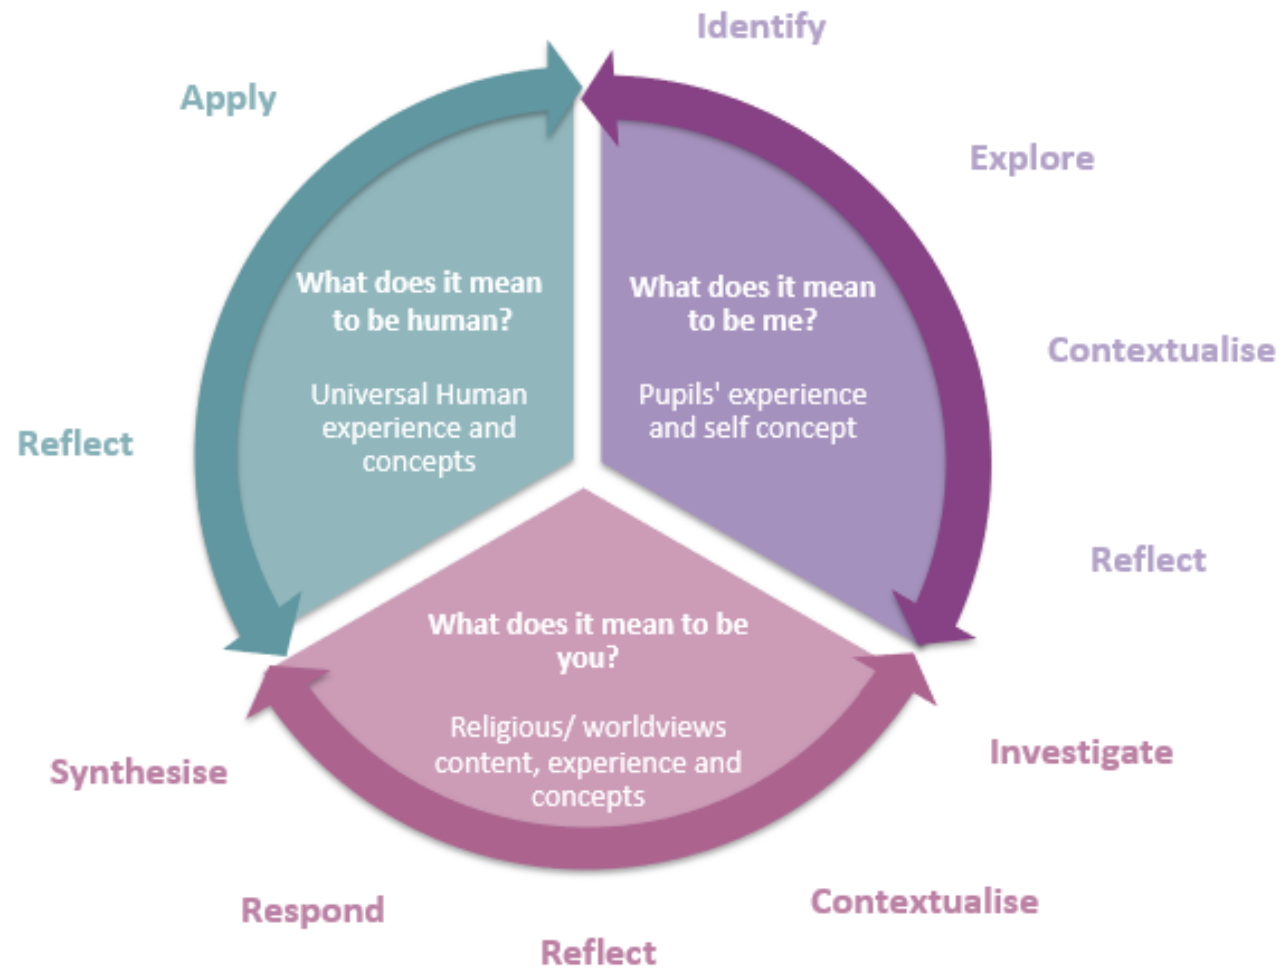 Identify
Apply
Explore
What does it mean
to be human?
Universal Human
experience and
concepts
What does it mean
to be me?
Pupils' experience
and self concept
Contextualise
Reflect
Reflect
What does it mean to be
you?
Religious/ worldviews
content, experience and
concepts
Investigate
Synthesise
Contextualise
Respond
Reflect